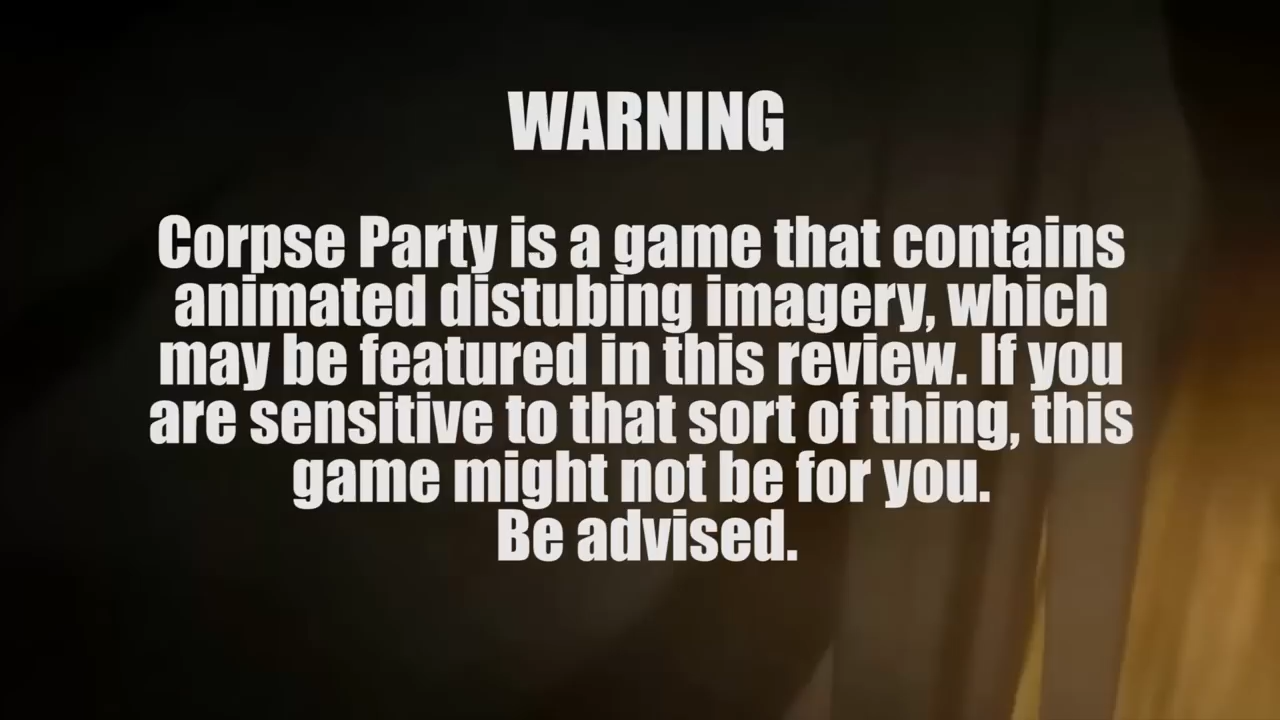 WARNING
Corpse Party is a game that contains
animated distubing imagery, which
may be featured in this review. If you
are sensitive to that sort of thing, this
game might not be for you.
Be advised.